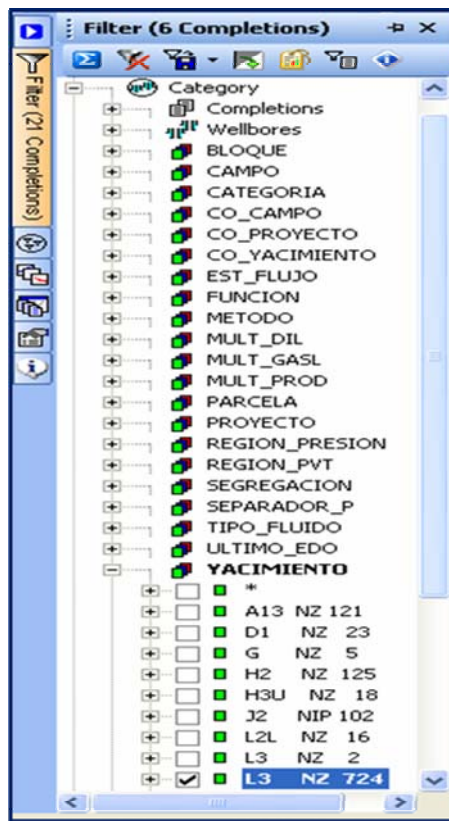 Filter (6 Completions)
Filter (21 Completions)
Category
Completions
Wellbores
BLOQUE
CAMPO
CATEGORIA
CO_CAMPO
CO_PROYECTO
CO_YACIMIENTO
EST_FLUJO
FUNCION
METODO
MULT_DIL
MULT_GASL
MULT_PROD
PARCELA
PROYECTO
REGION_PRESION
REGION_PVT
SEGREGACION
SEPARADOR_P
TIPO_FLUIDO
ULTIMO_EDO
YACIMIENTO
*
A13 NZ 121
D1 NZ 23
G NZ 5
H2 NZ 125
H3U NZ 18
J2 NIP 102
L2L NZ 16
L3 NZ 2
L3 NZ 724